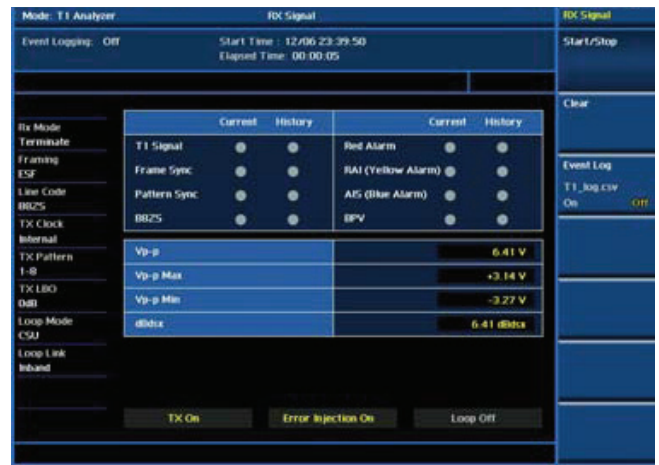 Mode: T1 Analyzer
RX Signal
RX Signal
Event Logging: Off
Start Time : 12/06 23:39:50
Elapsed Time: 00:00:05
Start/Stop
Clear
Rx Mode
Terminate
Framing
ESF
Line Code
B8ZS
TX Clock
Internal
TX Pattern
1-8
TX LBO
0dB
Loop Mode
CSU
Loop Link
Inband
Current History
Current History
T1 Signal
Red Alarm
Frame Sync
RAI (Yellow Alarm)
Pattern Sync
AIS (Blue Alarm)
B8ZS
BPV
Event Log
T1_log.csv
On Off
Vp-p 6.41 V
Vp-p Max +3.14 V
Vp-p Min -3.27 V
dBdsx 6.41 dBdsx
TX On
Error Injection On
Loop Off